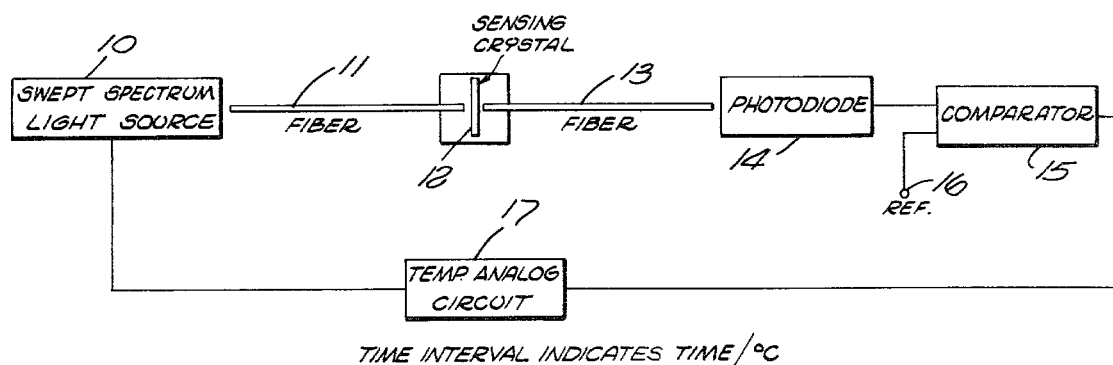 10
SWEPT SPECTRUM
LIGHT SOURCE
11
FIBER
SENSING
CRYSTAL
12
13
FIBER
PHOTODIODE
14
COMPARATOR
15
16
REF.
17
TEMP. ANALOG
CIRCUIT
TIME INTERVAL INDICATES TIME/°C